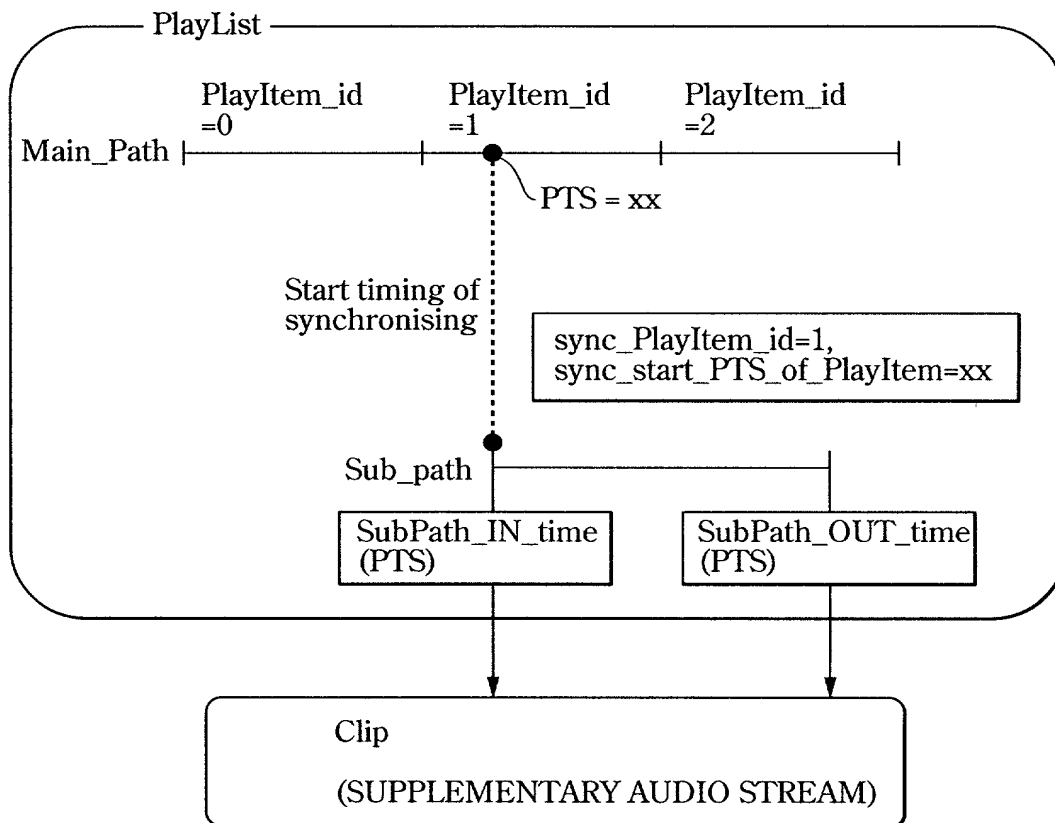 PlayList
PlayItem_id
=0
PlayItem_id
=1
PlayItem_id
=2
Main_Path
PTS = xx
Start timing of
synchronising
sync_PlayItem_id=1,
sync_start_PTS_of_PlayItem=xx
Sub_path
SubPath_IN_time
(PTS)
SubPath_OUT_time
(PTS)
Clip
(SUPPLEMENTARY AUDIO STREAM)